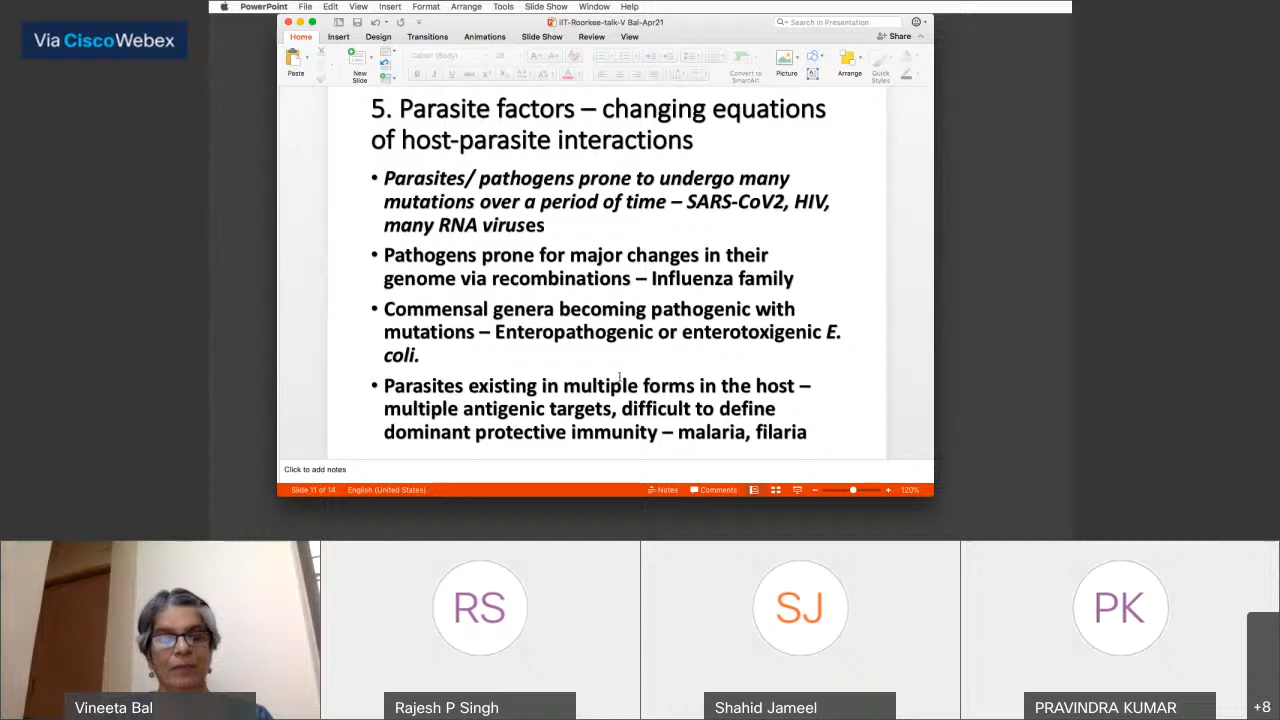 PowerPoint File Edit View Insert Format Arrange Tools Slide Show Window Help
IIT-Roorkee-talk-V Bal-Apr21
Search in Presentation
Via CiscoWebex
Home Insert Design Transitions Animations Slide Show Review View
Share
Calibri (Body) 28
Paste
New
Slide
Convert to
SmartArt
Picture
Arrange
Quick
Styles
5. Parasite factors – changing equations
of host-parasite interactions
• Parasites/ pathogens prone to undergo many
mutations over a period of time – SARS-CoV2, HIV,
many RNA viruses
• Pathogens prone for major changes in their
genome via recombinations – Influenza family
• Commensal genera becoming pathogenic with
mutations – Enteropathogenic or enterotoxigenic E.
coli.
• Parasites existing in multiple forms in the host –
multiple antigenic targets, difficult to define
dominant protective immunity – malaria, filaria
Click to add notes
Slide 11 of 14 English (United States) Notes Comments 120%
RS
SJ
PK
Vineeta Bal
Rajesh P Singh
Shahid Jameel
PRAVINDRA KUMAR
+8